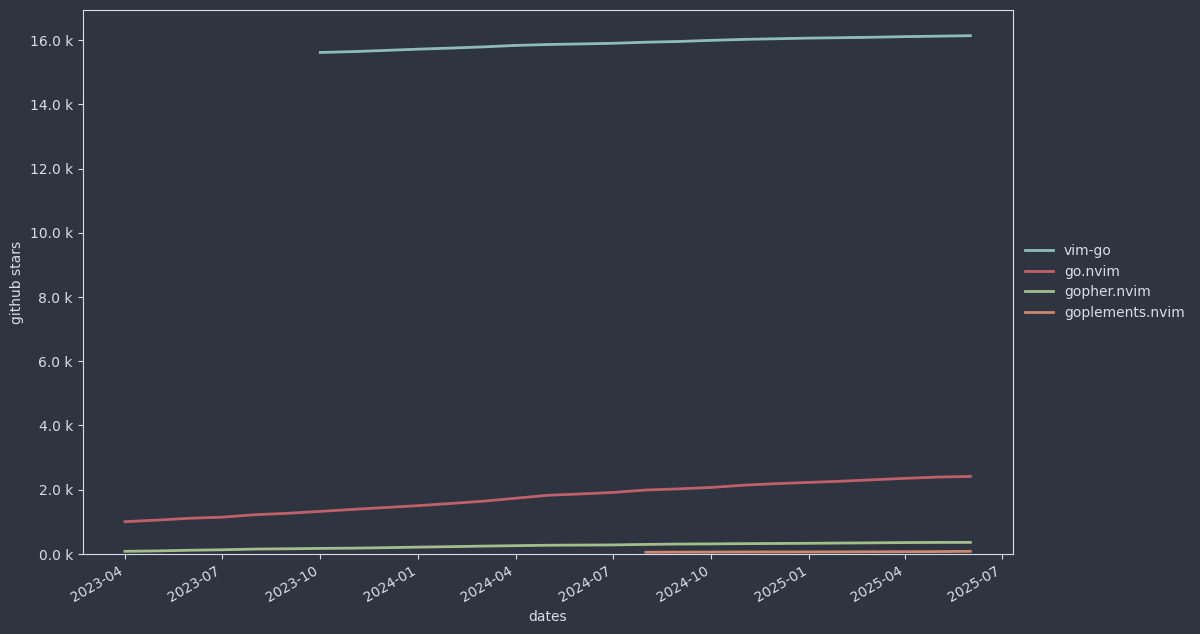 16.0 k
14.0 k
12.0 k
10.0 k
8.0 k
6.0 k
4.0 k
2.0 k
0.0 k
github stars
2023-04
2023-07
2023-10
2024-01
2024-04
2024-07
2024-10
2025-01
2025-04
2025-07
dates
vim-go
go.nvim
gopher.nvim
goplements.nvim